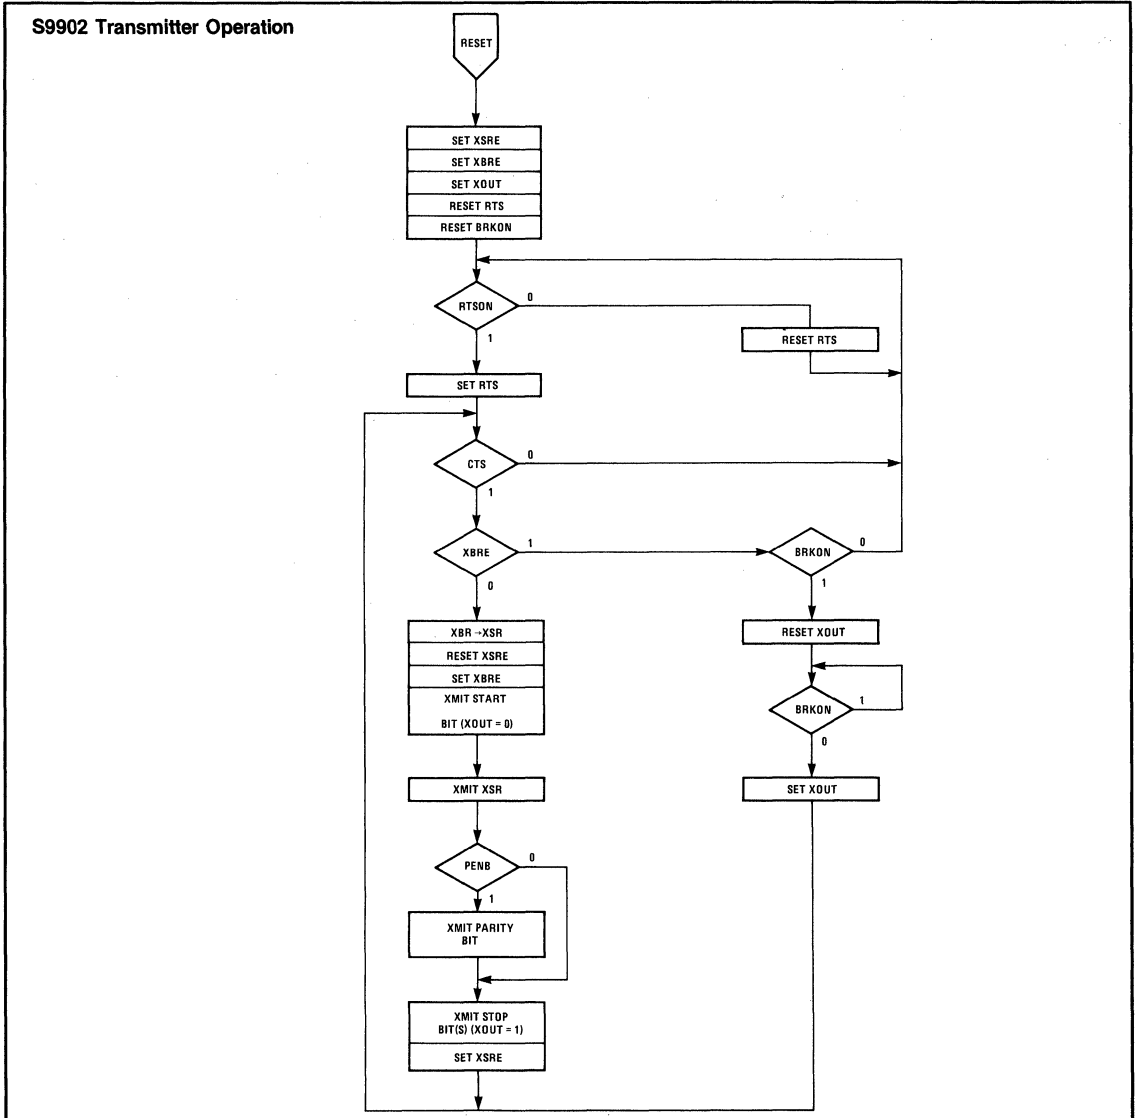 S9902 Transmitter Operation
RESET
SET XSRE
SET XBRE
SET XOUT
RESET RTS
RESET BRKON
RTSON
0
1
RESET RTS
SET RTS
CTS
0
1
XBRE
1
0
BRKON
0
1
XBR → XSR
RESET XSRE
SET XBRE
XMIT START
BIT (XOUT = 0)
RESET XOUT
BRKON
1
0
XMIT XSR
SET XOUT
PENB
0
1
XMIT PARITY
BIT
XMIT STOP
BIT(S) (XOUT = 1)
SET XSRE